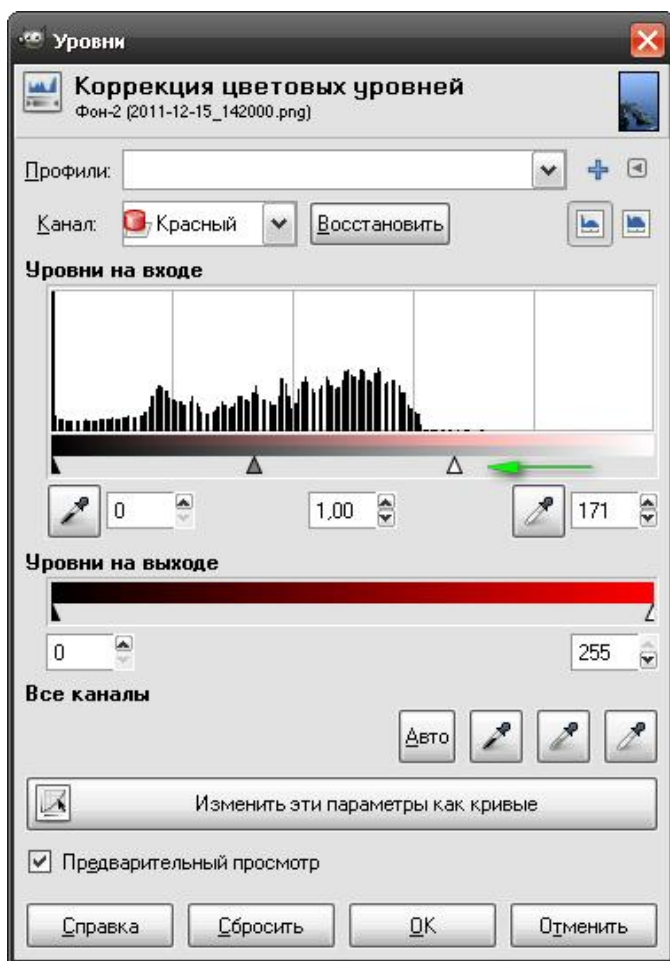 Уровни
Коррекция цветовых уровней
Фон-2 (2011-12-15_142000.png)
Профили:
Канал: Красный Восстановить
Уровни на входе
0 1,00 171
Уровни на выходе
0 255
Все каналы
Авто
Изменить эти параметры как кривые
Предварительный просмотр
Справка Сбросить OK Отменить